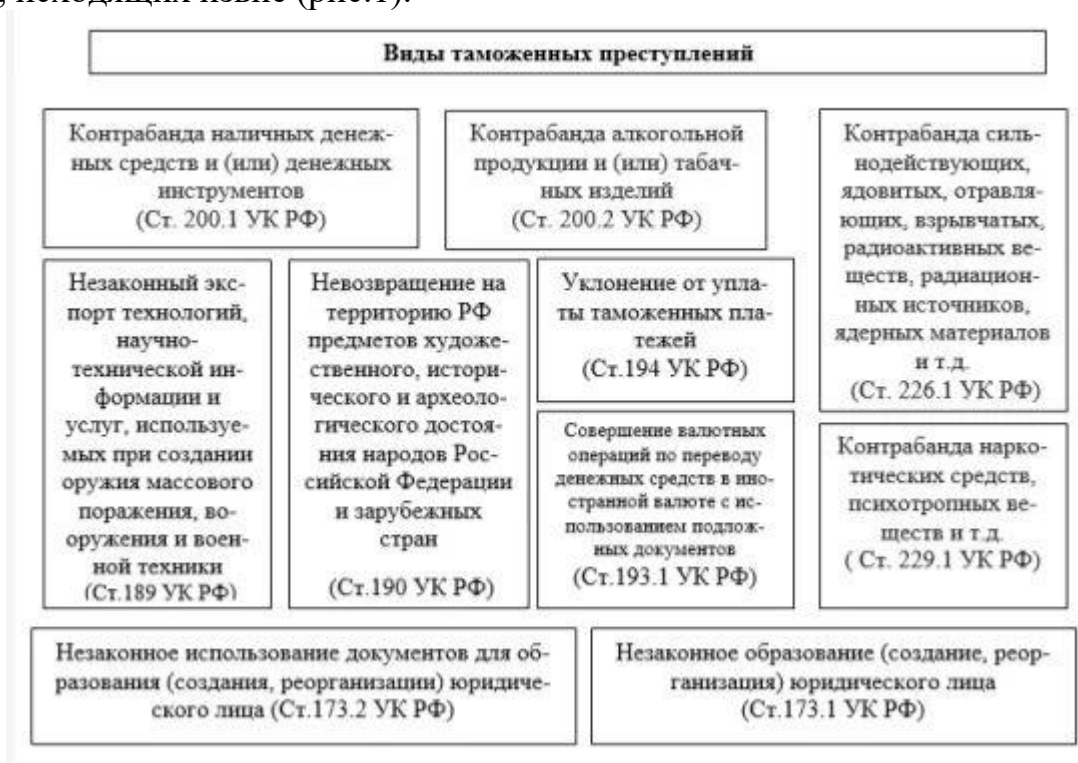 исходящих извне (рис.1).
Виды таможенных преступлений
Контрабанда наличных денеж-
ных средств и (или) денежных
инструментов
(Ст. 200.1 УК РФ)
Контрабанда алкогольной
продукции и (или) табач-
ных изделий
(Ст. 200.2 УК РФ)
Контрабанда силь-
нодействующих,
ядовитых, отравля-
ющих, взрывчатых,
радиоактивных ве-
ществ, радиацион-
ных источников,
ядерных материалов
и т.д.
(Ст. 226.1 УК РФ)
Незаконный экс-
порт технологий,
научно-
технической ин-
формации и
услуг, используе-
мых при создании
оружия массового
поражения, во-
оружения и воен-
ной техники
(Ст.189 УК РФ)
Невозвращение на
территорию РФ
предметов художе-
ственного, истори-
ческого и археоло-
гического достоя-
ния народов Рос-
сийской Федерации
и зарубежных
стран
(Ст.190 УК РФ)
Уклонение от упла-
ты таможенных пла-
тежей
(Ст.194 УК РФ)
Совершение валютных
операций по переводу
денежных средств в ино-
странной валюте с ис-
пользованием подлож-
ных документов
(Ст.193.1 УК РФ)
Контрабанда нарко-
тических средств,
психотропных ве-
ществ и т.д.
( Ст. 229.1 УК РФ)
Незаконное использование документов для об-
разования (создания, реорганизации) юридиче-
ского лица (Ст.173.2 УК РФ)
Незаконное образование (создание, реор-
ганизация) юридического лица
(Ст.173.1 УК РФ)